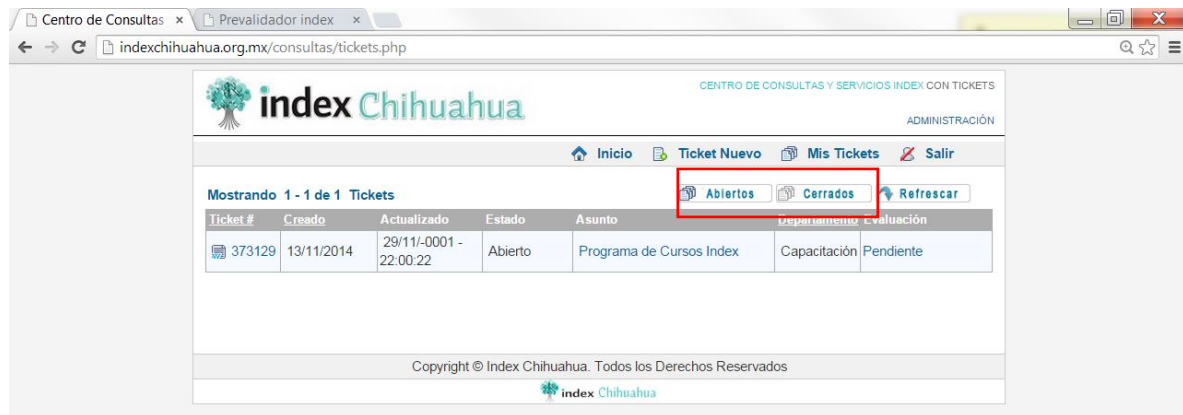 Centro de Consultas
Prevalidador index
indexchihuahua.org.mx/consultas/tickets.php
index Chihuahua
CENTRO DE CONSULTAS Y SERVICIOS INDEX CON TICKETS
ADMINISTRACIÓN
Inicio Ticket Nuevo Mis Tickets Salir
Mostrando 1 - 1 de 1 Tickets Abiertos Cerrados Refrescar
Ticket # Creado Actualizado Estado Asunto Departamento Evaluación
373129 13/11/2014 29/11/-0001 - 22:00:22 Abierto Programa de Cursos Index Capacitación Pendiente
Copyright © Index Chihuahua. Todos los Derechos Reservados
index Chihuahua